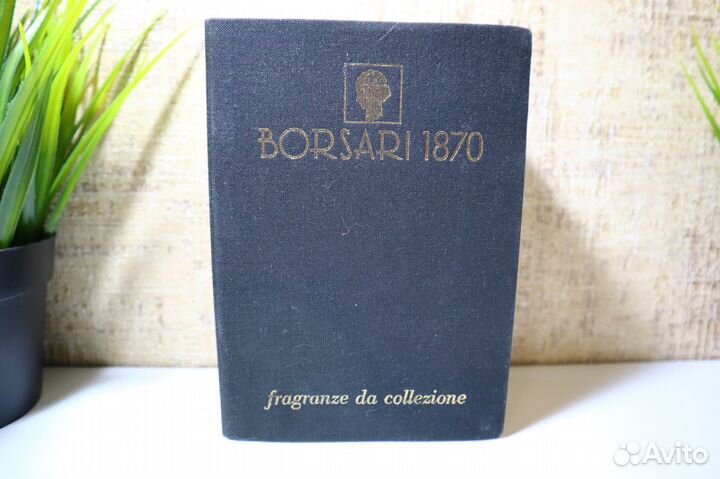 BORSARI 1870
fragranze da collezione
Avito